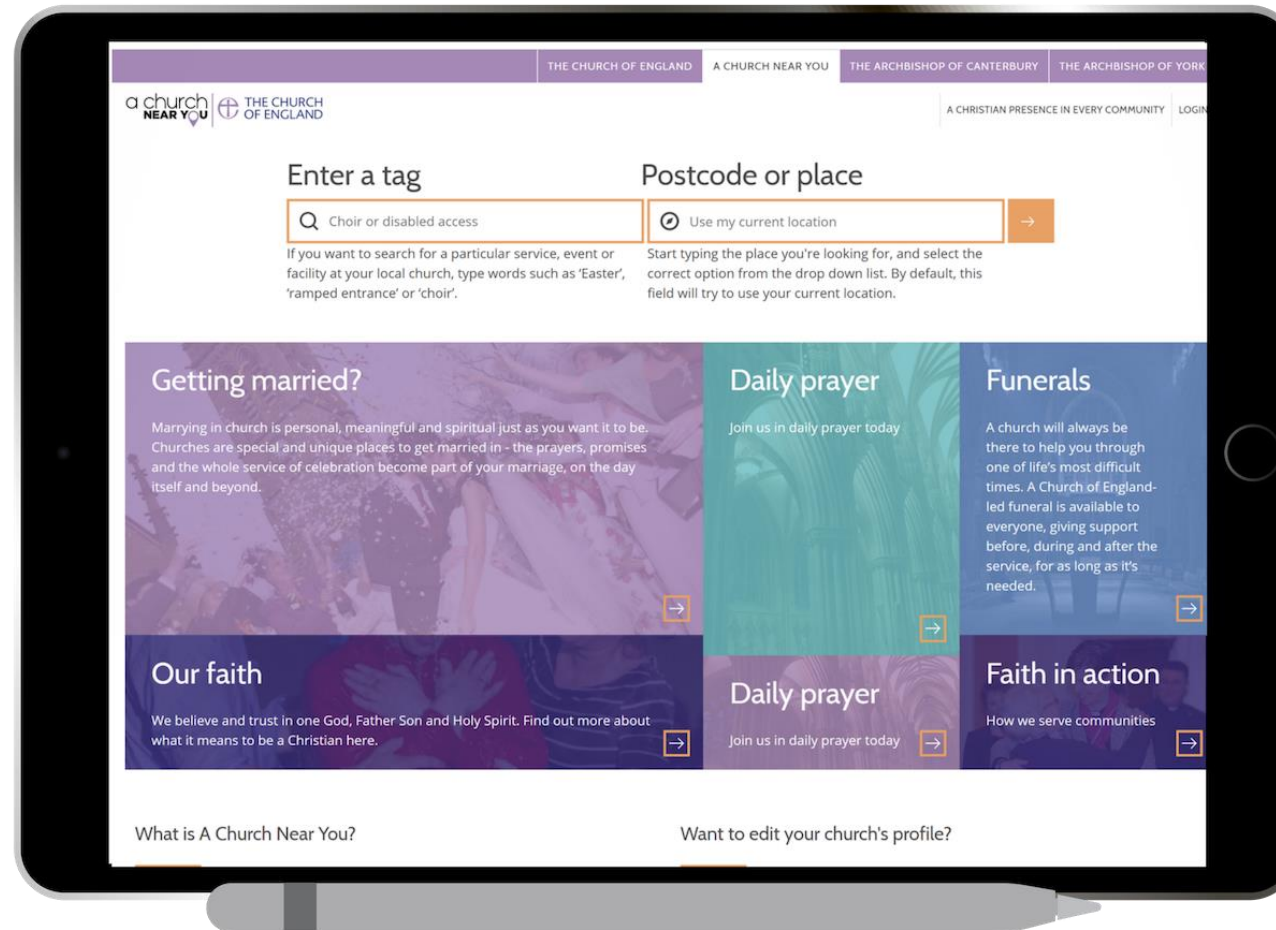 THE CHURCH OF ENGLAND
A CHURCH NEAR YOU
THE ARCHBISHOP OF CANTERBURY
THE ARCHBISHOP OF YORK
a church
NEAR YOU
THE CHURCH
OF ENGLAND
A CHRISTIAN PRESENCE IN EVERY COMMUNITY
LOGIN
Enter a tag
Choir or disabled access
If you want to search for a particular service, event or
facility at your local church, type words such as ‘Easter’,
‘ramped entrance’ or ‘choir’.
Postcode or place
Use my current location
Start typing the place you're looking for, and select the
correct option from the drop down list. By default, this
field will try to use your current location.
Getting married?
Marrying in church is personal, meaningful and spiritual just as you want it to be.
Churches are special and unique places to get married in - the prayers, promises
and the whole service of celebration become part of your marriage, on the day
itself and beyond.
Daily prayer
Join us in daily prayer today
Funerals
A church will always be
there to help you through
one of life’s most difficult
times. A Church of England-
led funeral is available to
everyone, giving support
before, during and after the
service, for as long as it’s
needed.
Our faith
We believe and trust in one God, Father Son and Holy Spirit. Find out more about
what it means to be a Christian here.
Daily prayer
Join us in daily prayer today
Faith in action
How we serve communities
What is A Church Near You?
Want to edit your church's profile?